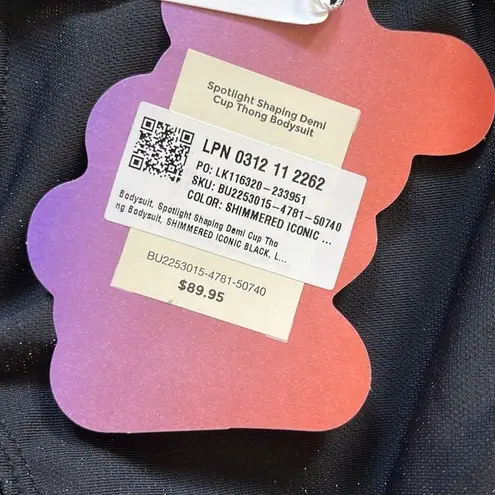 Spotlight Shaping Demi
Cup Thong Bodysuit
LPN 0312 11 2262
PO: LK116320-233951
SKU: BU2253015-4781-50740
COLOR: SHIMMERED ICONIC ...
Bodysuit, Spotlight Shaping Demi Cup Tho
ng Bodysuit, SHIMMERED ICONIC BLACK, L...
BU2253015-4781-50740
$89.95